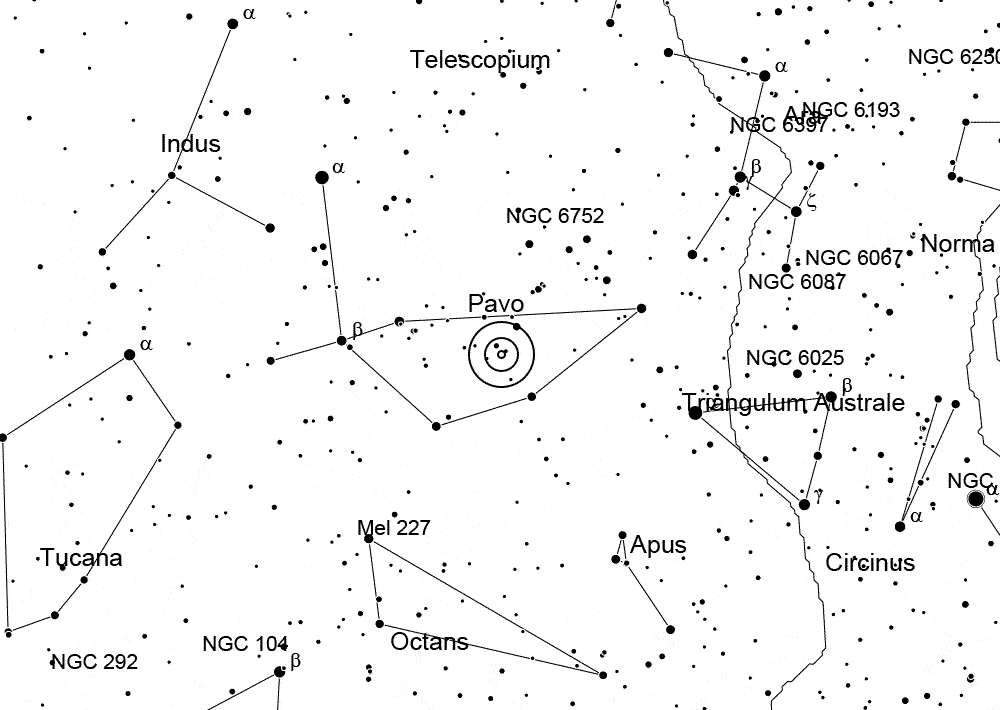 α
Telescopium
NGC 6250
α
Ara
NGC 6193
NGC 6397
Indus
α
β
ζ
NGC 6752
Norma
NGC 6067
NGC 6087
Pavo
β
α
NGC 6025
β
Triangulum Australe
NGC
α
γ
α
Mel 227
Apus
Tucana
Circinus
Octans
NGC 104
NGC 292
β